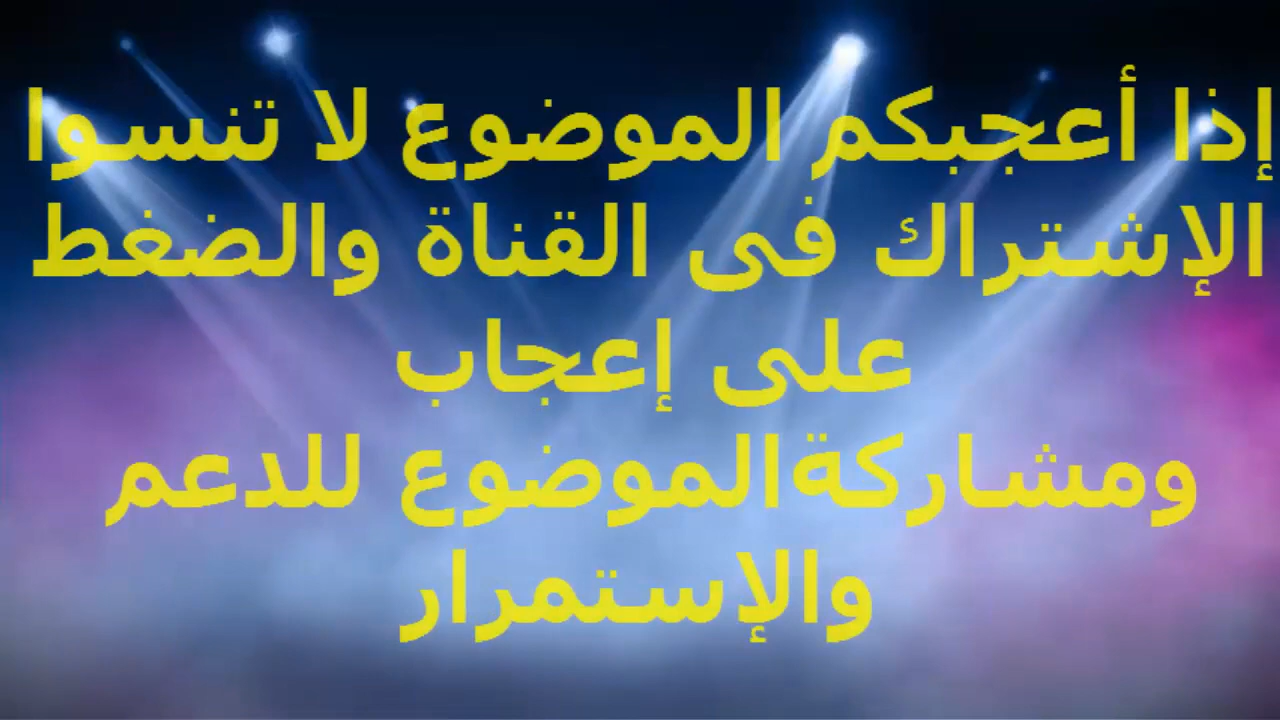 إذا أعجبكم الموضوع لا تنسوا
الإشتراك فى القناة والضغط
على إعجاب
ومشاركةالموضوع للدعم
والإستمرار